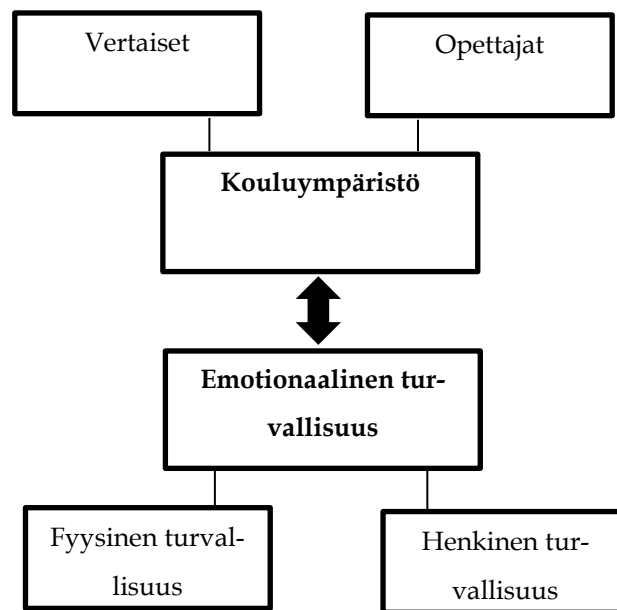 Vertaiset
Opettajat
Kouluympäristö
Emotionaalinen tur-
vallisuus
Fyysinen turval-
lisuus
Henkinen tur-
vallisuus